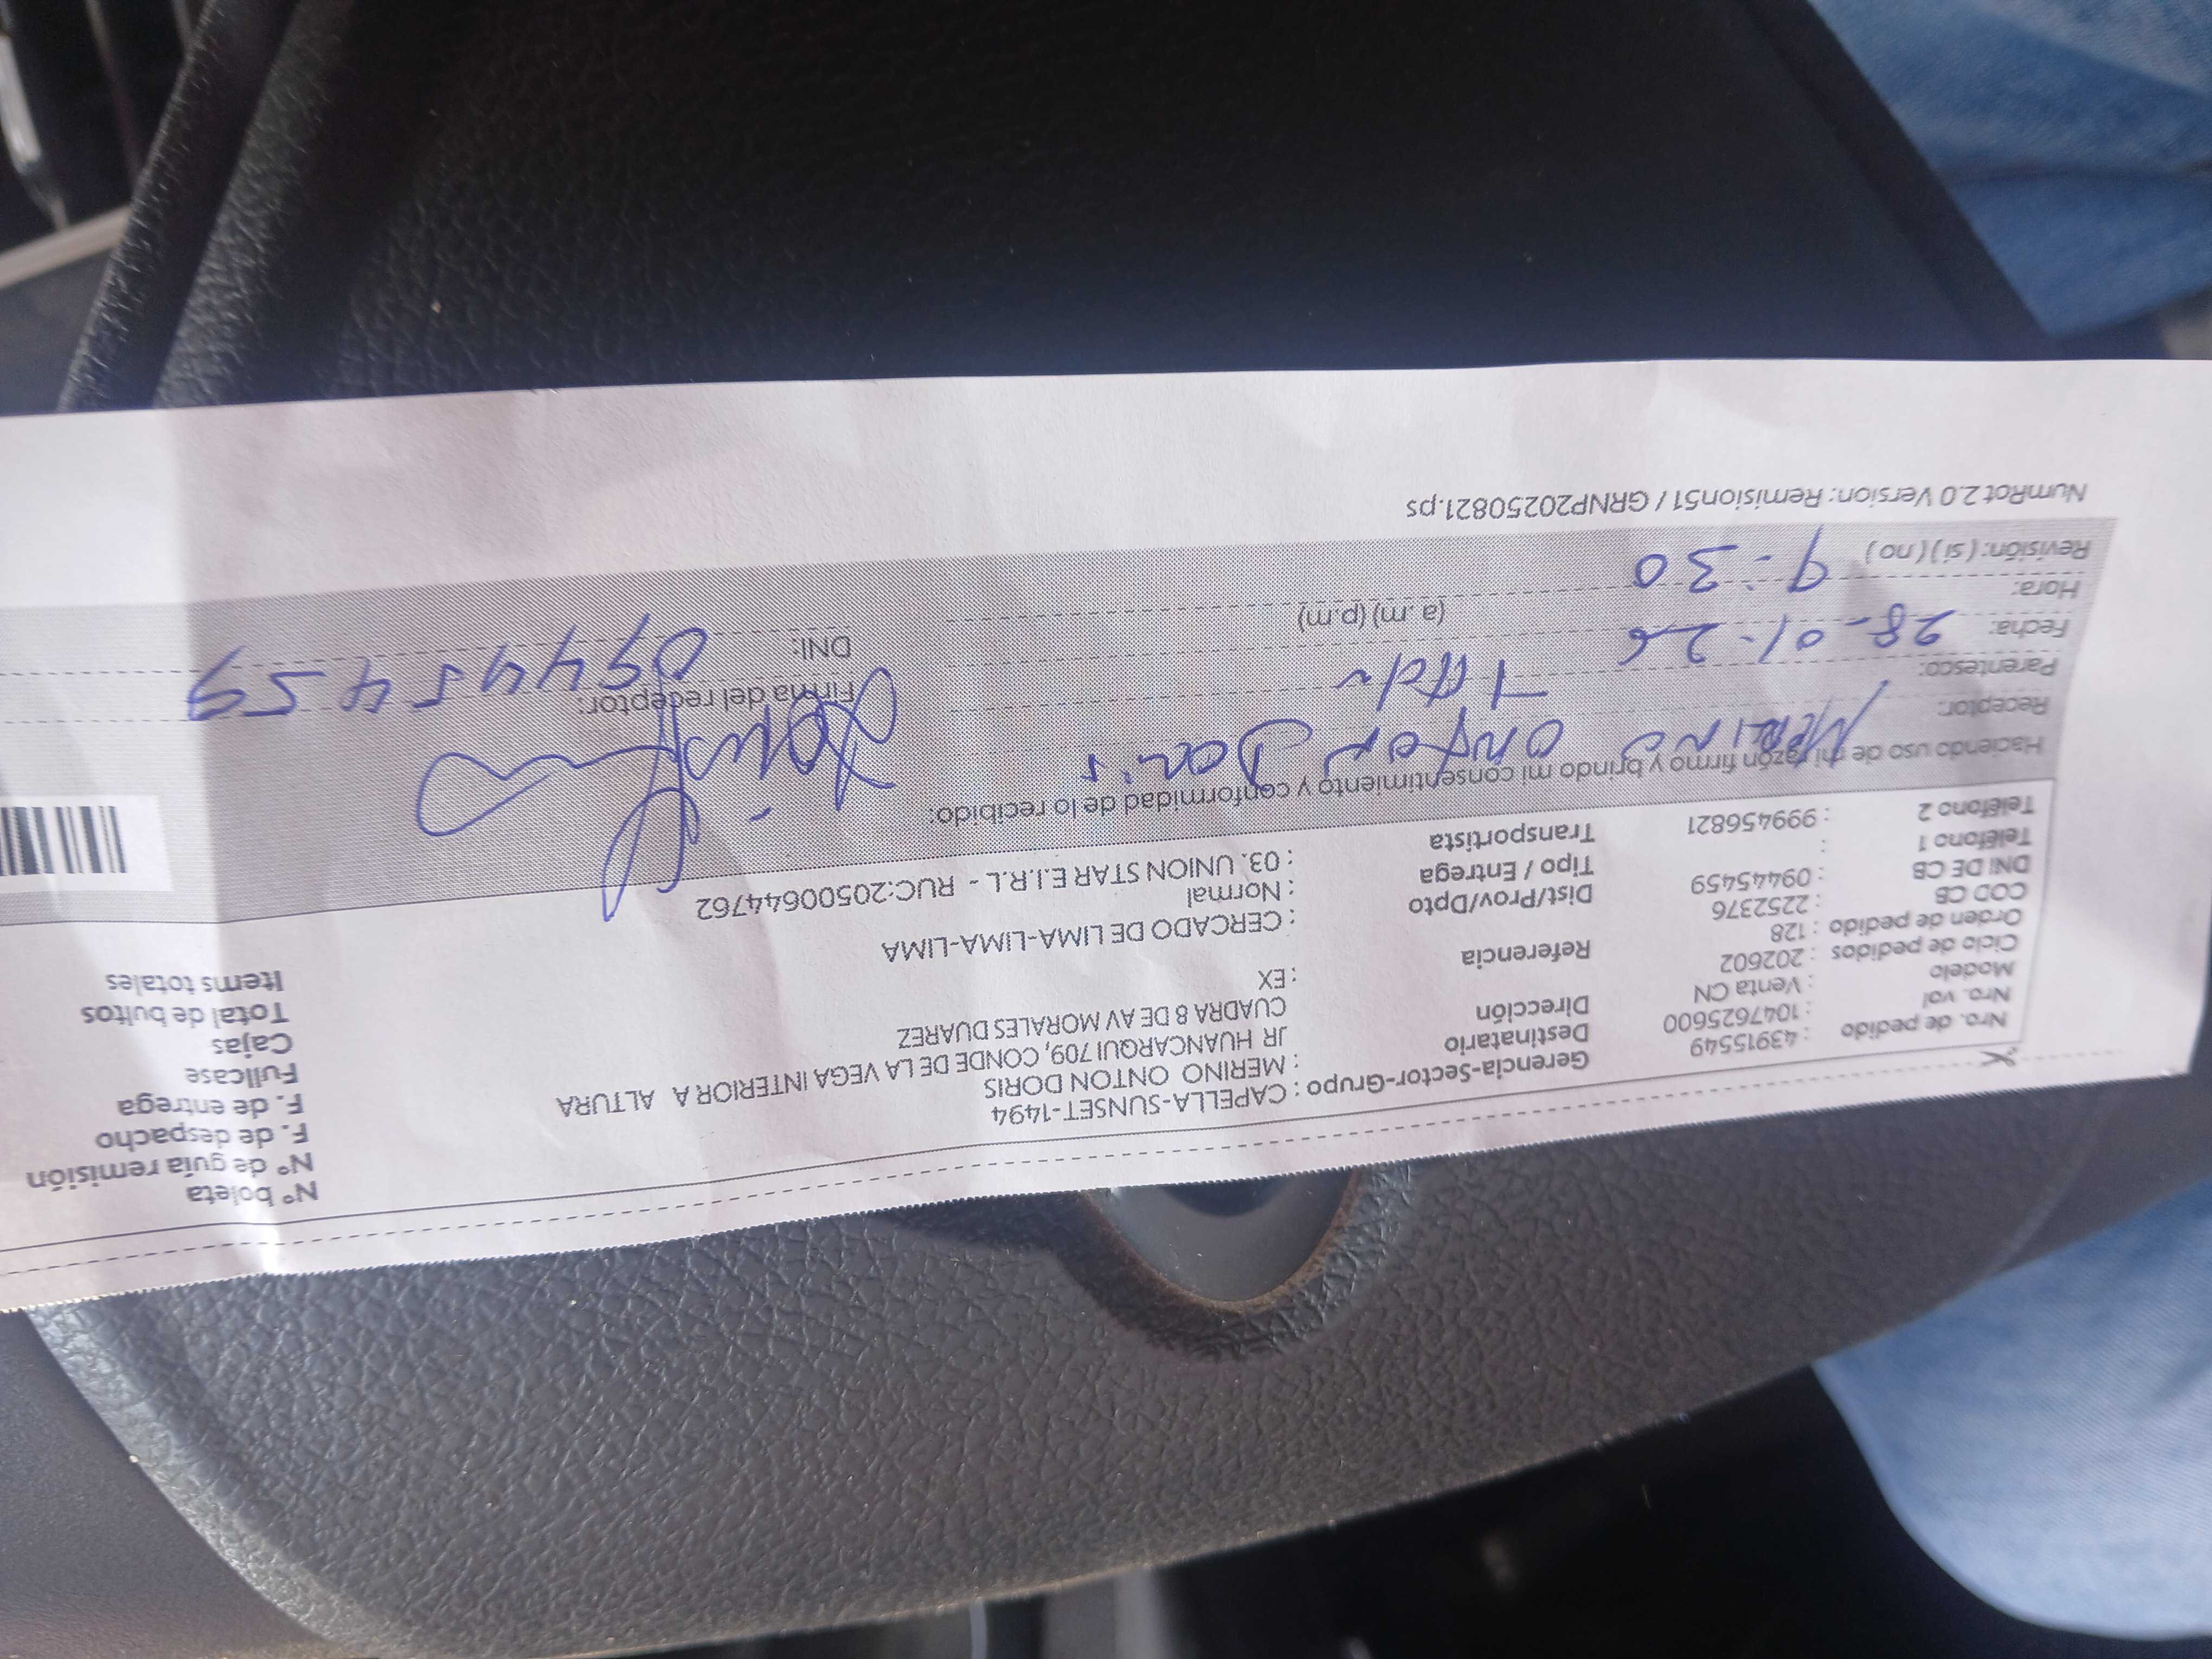 Nº boleta
Nº de guía remisión
F. de despacho
F. de entrega
Fullcase
Cajas
Total de bultos
Items totales
Nro. de pedido : 43915549
Nro. vol : 1047625600
Modelo : Venta CN
Ciclo de pedidos : 202602
Orden de pedido : 128
COD CB : 2252376
DNI DE CB : 09445459
Teléfono 1 :
Teléfono 2 : 999456821
Gerencia-Sector-Grupo : CAPELLA-SUNSET-1494
Destinatario : MERINO ONTON DORIS
Dirección JR HUANCARQUI 709, CONDE DE LA VEGA INTERIOR A ALTURA
CUADRA 8 DE AV MORALES DUAREZ
Referencia : EX
Dist/Prov/Dpto : CERCADO DE LIMA-LIMA-LIMA
Tipo / Entrega : Normal
Transportista : 03. UNION STAR E.I.R.L - RUC:20500644762
Haciendo uso de mi razón firmo y brindo mi consentimiento y conformidad de lo recibido:
Receptor: MERINO Onton Doris
Parentesco:
Fecha: 28-01-26
Hora: 9:30 (a. m) (p.m)
Revisión: ( si ) ( no )
Firma del receptor:
DNI: 09445459
NumRot 2.0 Version: Remision51 / GRNP20250821.ps